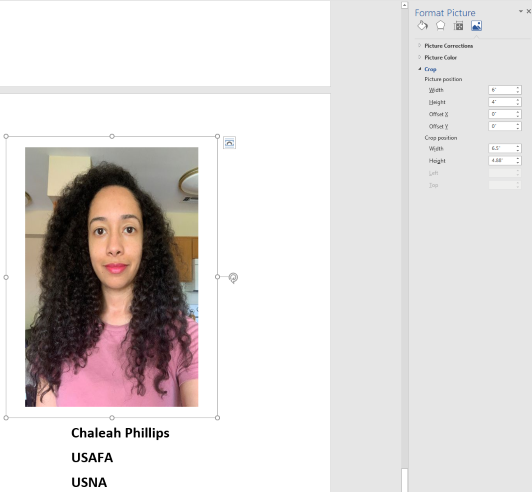 Format Picture
Picture Corrections
Picture Color
Crop
Picture position
Width 6"
Height 4"
Offset X 0"
Offset Y 0"
Crop position
Width 6.5"
Height 4.88"
Left
Top
Chaleah Phillips
USAFA
USNA